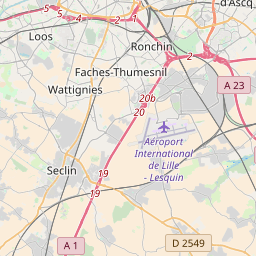 d'Ascq
Loos
5
5
4
2
1
Ronchin
2
Faches-Thumesnil
A 23
Wattignies
20b
20
Aéroport
International
de Lille
- Lesquin
Seclin
19
19
A 1
D 2549